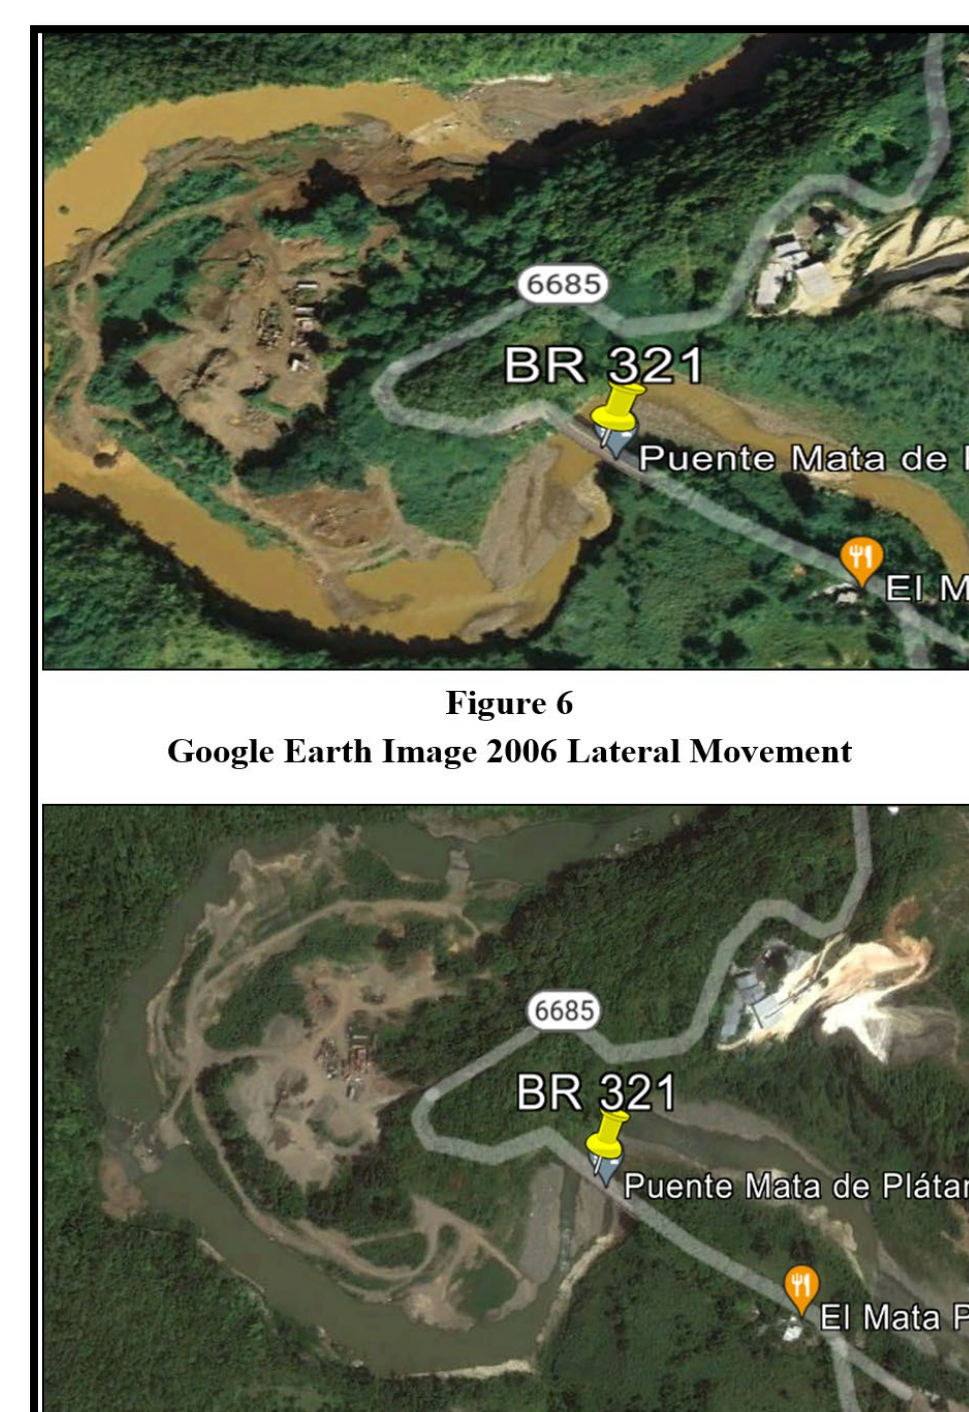 6685
BR 321
Puente Mata de
El M
Figure 6
Google Earth Image 2006 Lateral Movement
6685
BR 321
Puente Mata de Pláta
El Mata P